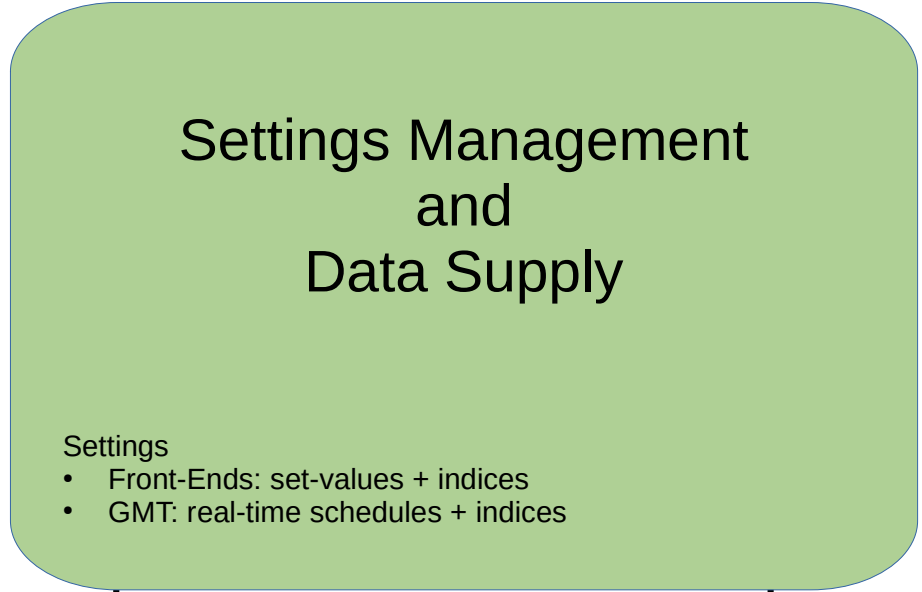 Settings Management
and
Data Supply
Settings
• Front-Ends: set-values + indices
• GMT: real-time schedules + indices